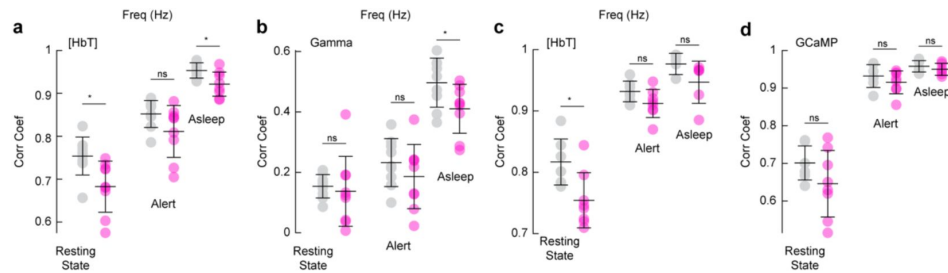 Freq (Hz) Freq (Hz)
a [HbT] b Gamma c [HbT] d GCaMP
Corr Coef
1
0.9
0.8
0.7
0.6
*
ns
*
Resting
State
Alert
Asleep
Corr Coef
0.6
0.4
0.2
0
ns
ns
*
Resting
State
Alert
Asleep
Corr Coef
1
0.9
0.8
0.7
*
ns
ns
Resting
State
Alert
Asleep
Corr Coef
1
0.9
0.8
0.7
0.6
ns
ns
ns
Resting
State
Alert
Asleep